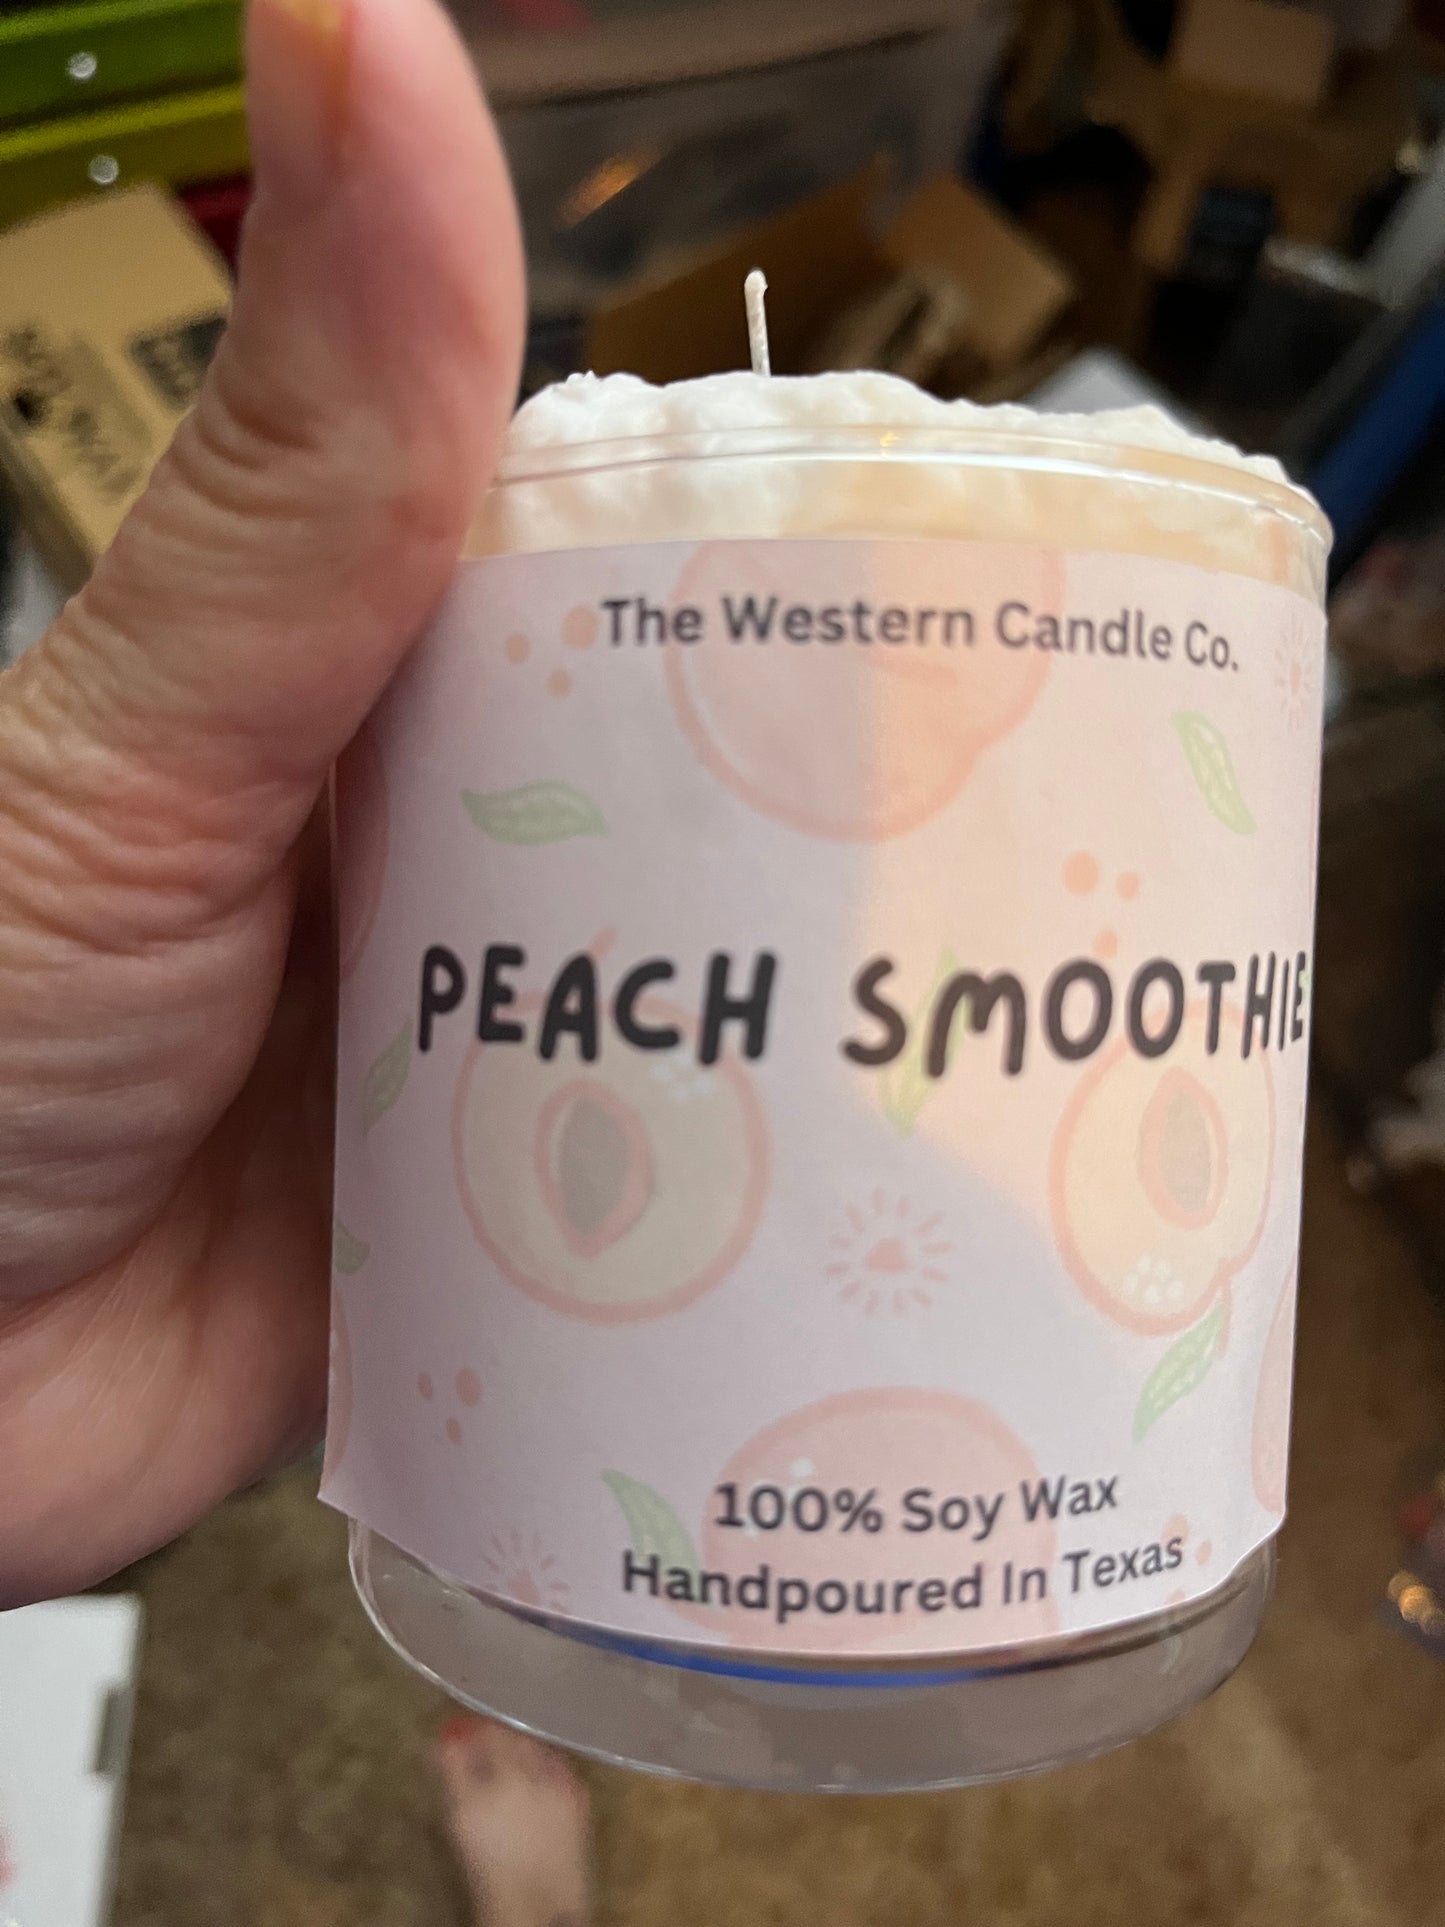 The Western Candle Co.
PEACH SMOOTHIE
100% Soy Wax
Handpoured In Texas